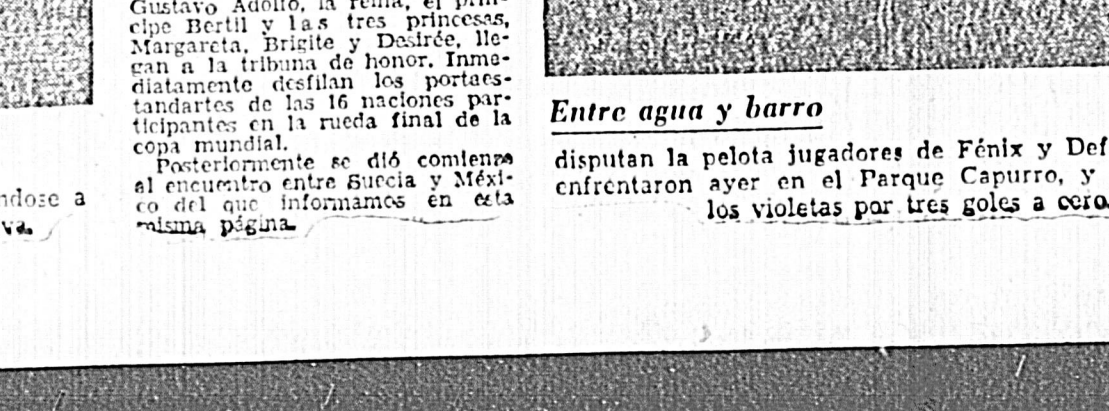 ndose a
va.
Gustavo Adolfo, la reina, el prín-
cipe Bertil y las tres princesas,
Margareta, Brigite y Desirée, lle-
gan a la tribuna de honor. Inme-
diatamente desfilan los portaes-
tandartes de las 16 naciones par-
ticipantes en la rueda final de la
copa mundial.
Posteriormente se dió comienzo
al encuentro entre Suecia y Méxi-
co del que informamos en esta
misma página.
Entre agua y barro
disputan la pelota jugadores de Fénix y Def
enfrentaron ayer en el Parque Capurro, y
los violetas por tres goles a cero.